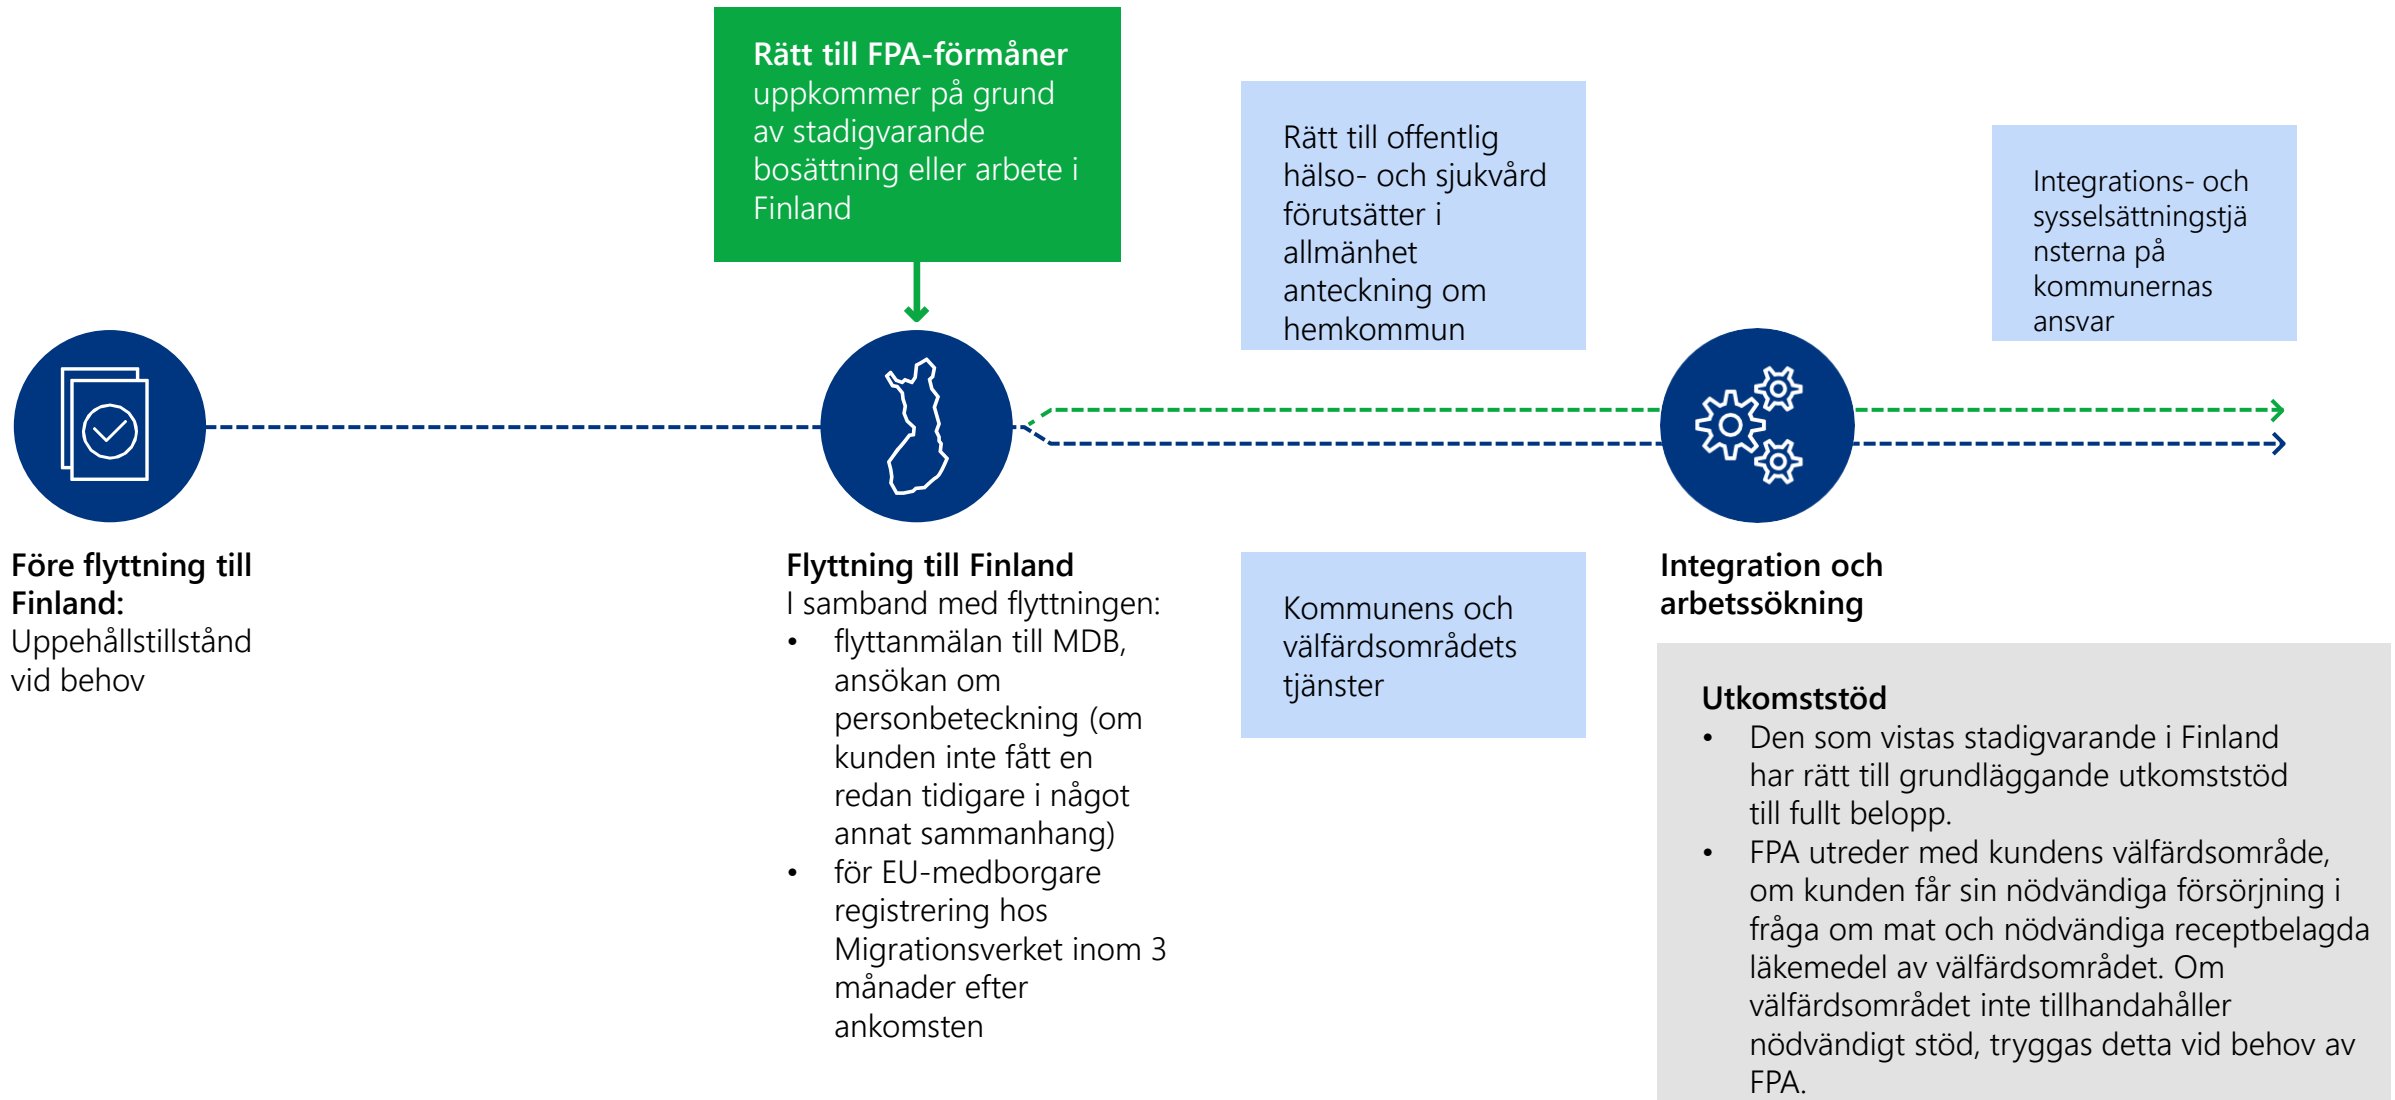 Rätt till FPA-förmåner
uppkommer på grund
av stadigvarande
bosättning eller arbete i
Finland
Rätt till offentlig
hälso- och sjukvård
förutsätter i
allmänhet
anteckning om
hemkommun
Integrations- och
sysselsättningstjä
nsterna på
kommunernas
ansvar
Före flyttning till
Finland:
Uppehållstillstånd
vid behov
Flyttning till Finland
I samband med flyttningen:
• flyttanmälan till MDB,
ansökan om
personbeteckning (om
kunden inte fått en
redan tidigare i något
annat sammanhang)
• för EU-medborgare
registrering hos
Migrationsverket inom 3
månader efter
ankomsten
Kommunens och
välfärdsområdets
tjänster
Integration och
arbetssökning
Utkomststöd
• Den som vistas stadigvarande i Finland
har rätt till grundläggande utkomststöd
till fullt belopp.
• FPA utreder med kundens välfärdsområde,
om kunden får sin nödvändiga försörjning i
fråga om mat och nödvändiga receptbelagda
läkemedel av välfärdsområdet. Om
välfärdsområdet inte tillhandahåller
nödvändigt stöd, tryggas detta vid behov av
FPA.